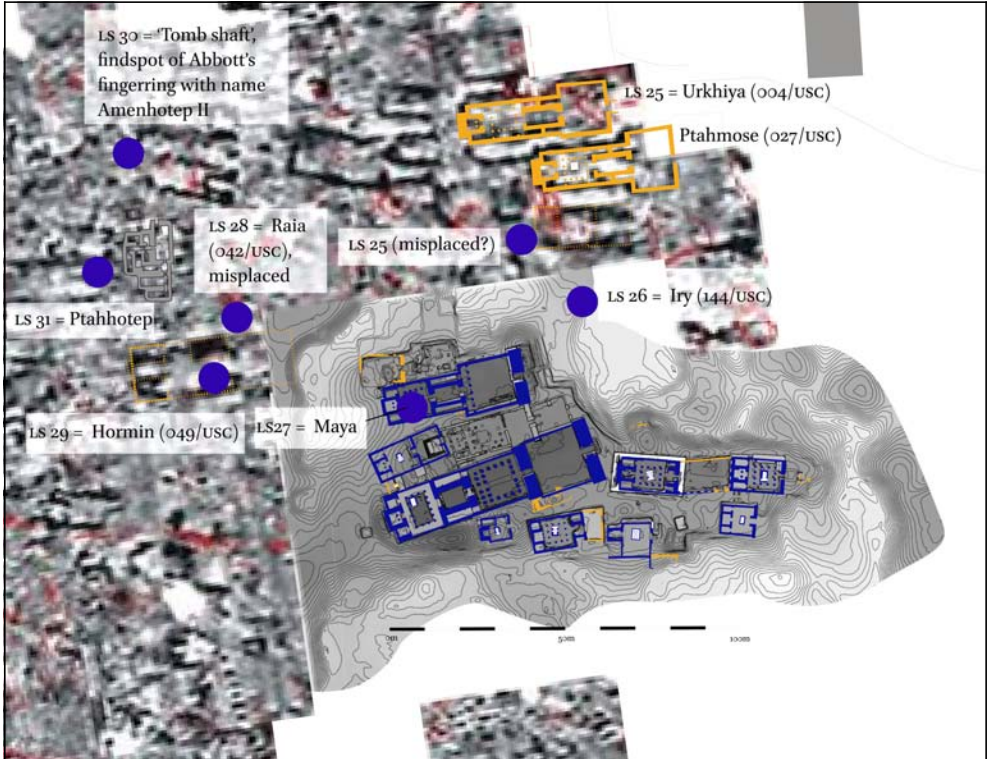 LS 30 = ‘Tomb shaft’,
findspot of Abbott’s
fingerring with name
Amenhotep II
LS 25 = Urkhiya (004/USC)
Ptahmose (027/USC)
LS 28 = Raia
(042/USC),
misplaced
LS 25 (misplaced?)
LS 26 = Iry (144/USC)
LS 31 = Ptahhotep
LS 29 = Hormin (049/USC)
LS27 = Maya
0m
50m
100m